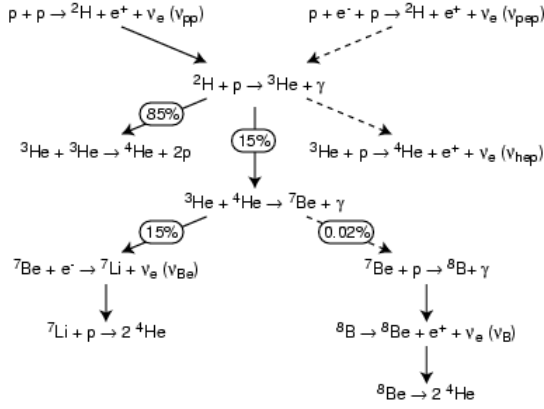 p + p → ²H + e⁺ + νₑ (νpp)
p + e⁻ + p → ²H + e⁺ + νₑ (νpep)
²H + p → ³He + γ
85%
15%
³He + ³He → ⁴He + 2p
³He + p → ⁴He + e⁺ + νₑ (νhep)
³He + ⁴He → ⁷Be + γ
15%
0.02%
⁷Be + e⁻ → ⁷Li + νₑ (νBe)
⁷Be + p → ⁸B + γ
⁷Li + p → 2 ⁴He
⁸B → ⁸Be + e⁺ + νₑ (νB)
⁸Be → 2 ⁴He